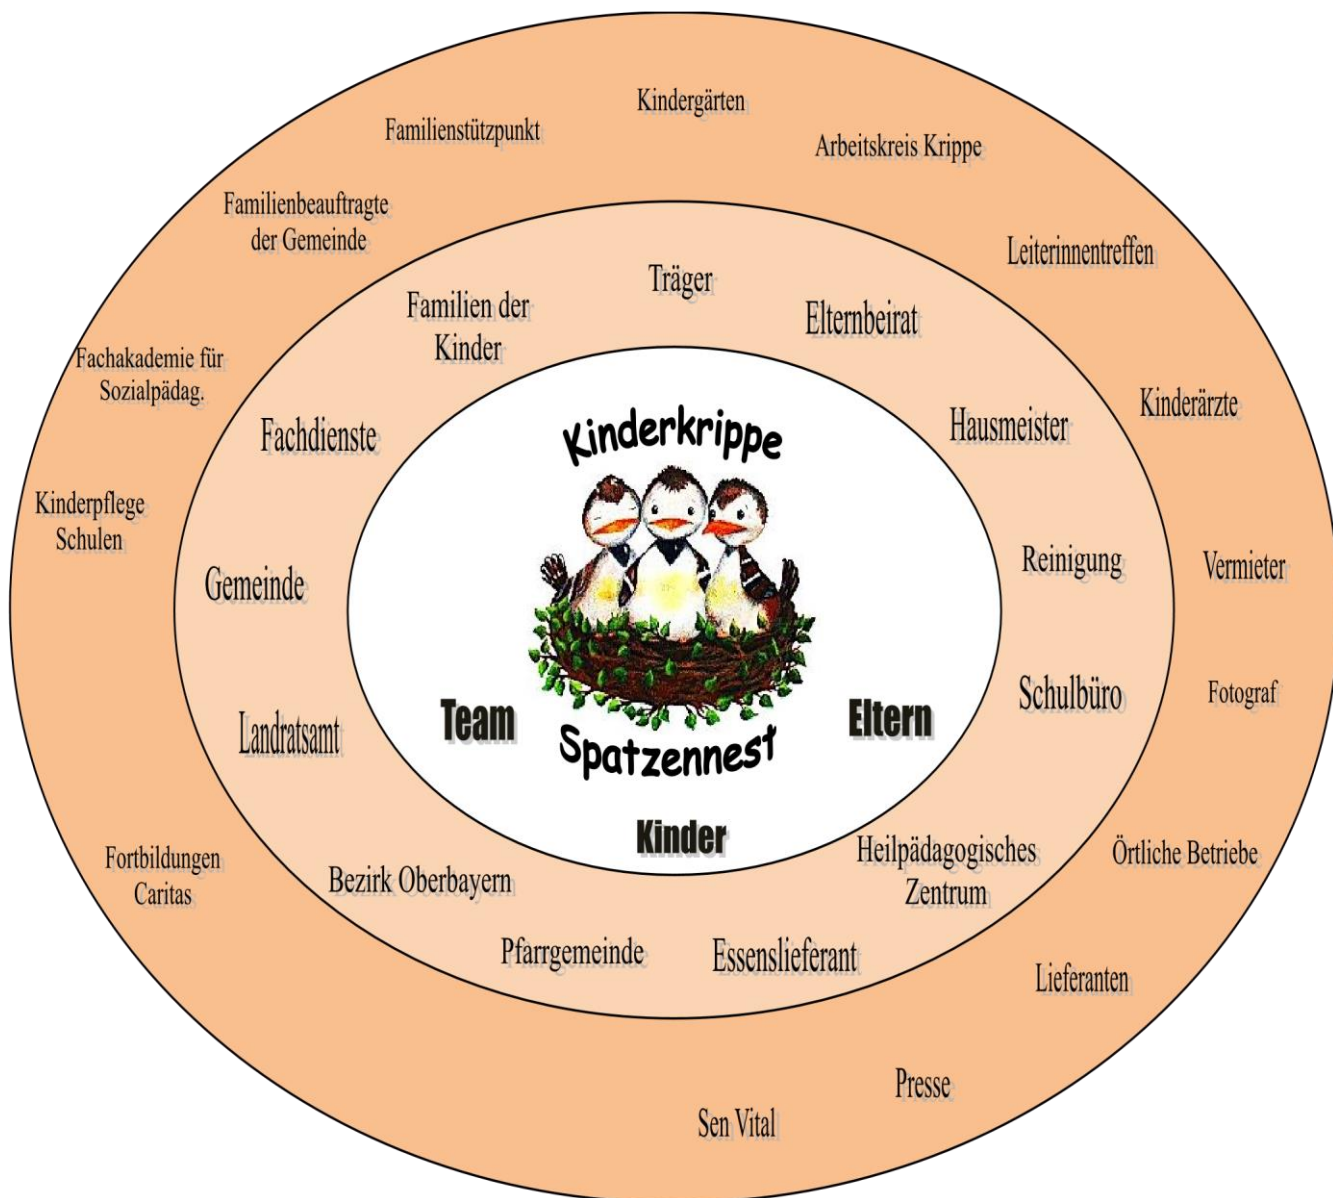 Kindergärten
Familienstützpunkt
Arbeitskreis Krippe
Familienbeauftragte
der Gemeinde
Leiterinnentreffen
Träger
Familien der
Kinder
Elternbeirat
Fachakademie für
Sozialpädag.
Kinderärzte
Fachdienste
Hausmeister
Kinderkrippe
Kinderpflege
Schulen
Reinigung
Vermieter
Gemeinde
Schulbüro
Fotograf
Landratsamt
Team
Eltern
Spatzennest
Kinder
Fortbildungen
Caritas
Heilpädagogisches
Zentrum
Örtliche Betriebe
Bezirk Oberbayern
Pfarrgemeinde
Essenslieferant
Lieferanten
Presse
Sen Vital